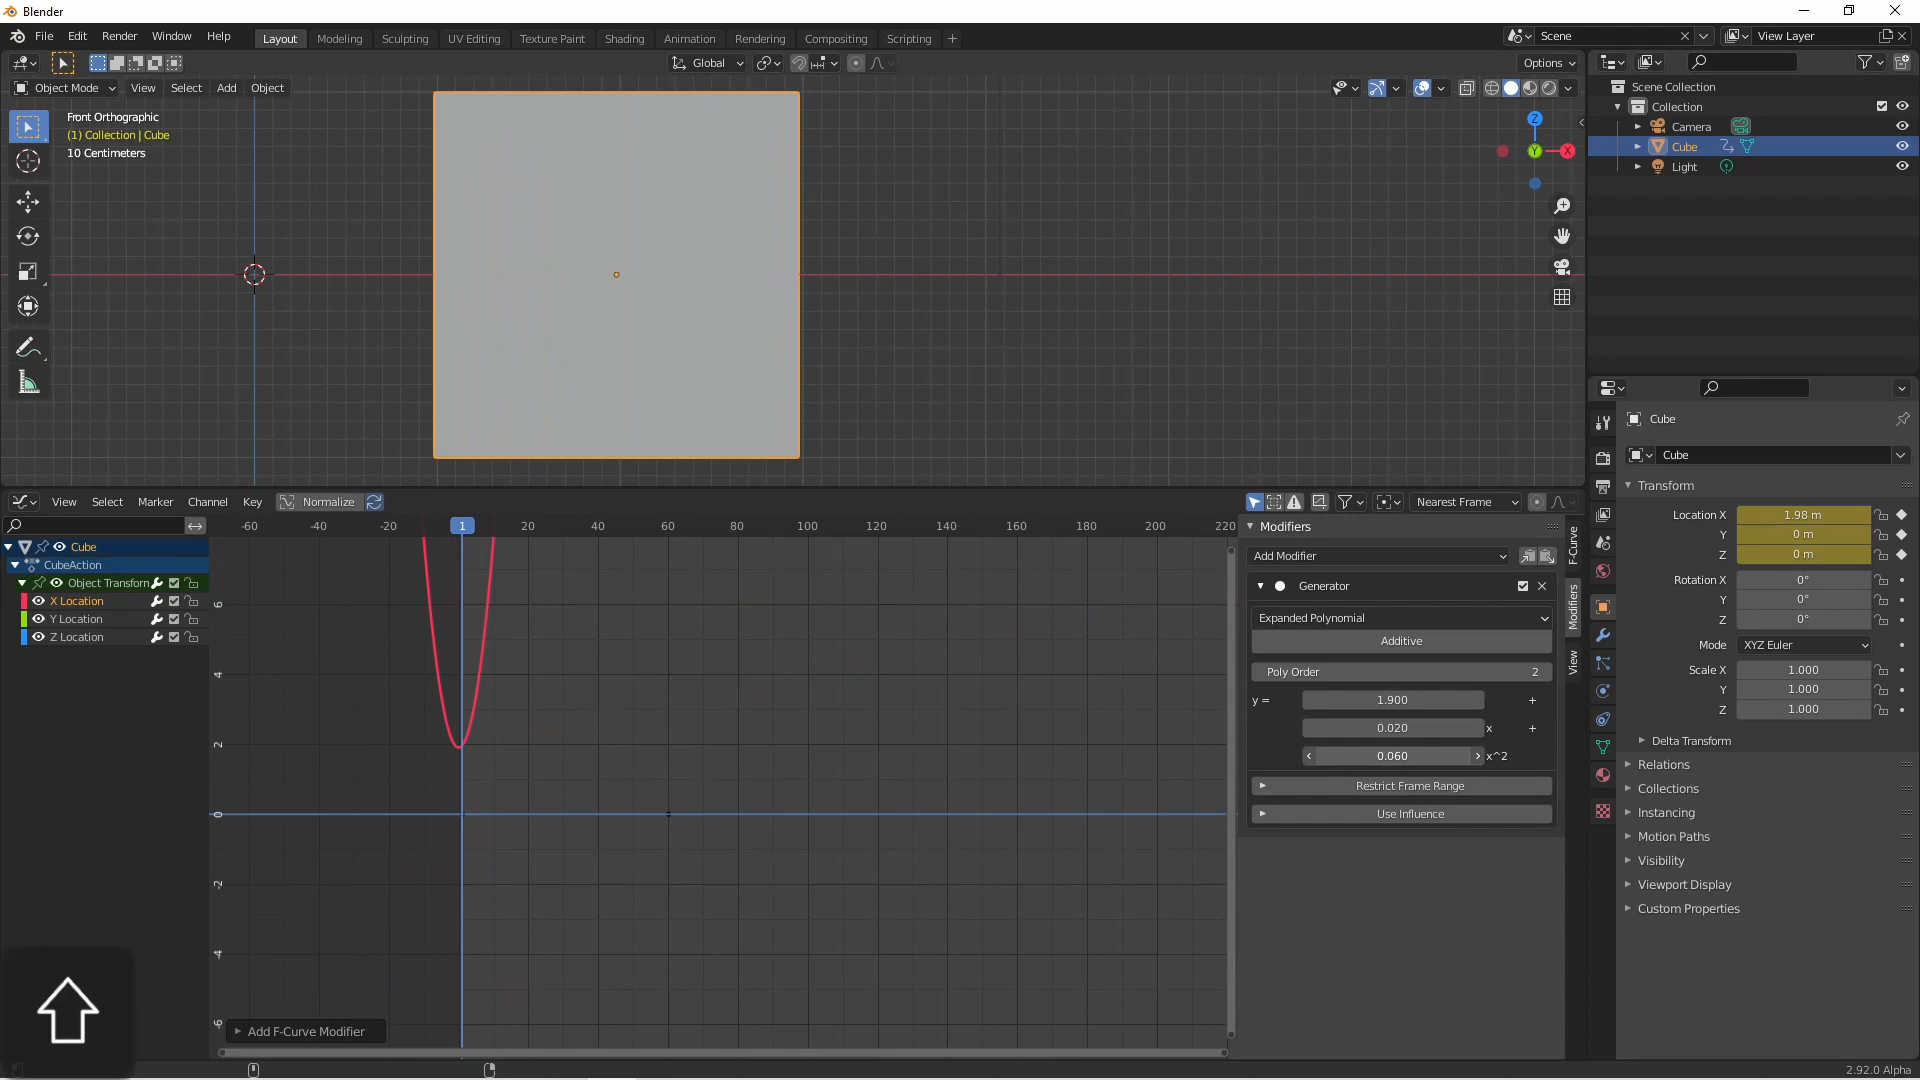 Blender
File Edit Render Window Help Layout Modeling Sculpting UV Editing Texture Paint Shading Animation Rendering Compositing Scripting + Scene View Layer
Global Options
Object Mode View Select Add Object
Front Orthographic
(1) Collection | Cube
10 Centimeters
Z
Y X
Scene Collection
Collection
Camera
Cube
Light
View Select Marker Channel Key Normalize Nearest Frame
-60 -40 -20 1 20 40 60 80 100 120 140 160 180 200 220
Cube
CubeAction
Object Transform
X Location
Y Location
Z Location
6
4
2
0
-2
-4
-6
Add F-Curve Modifier
Modifiers
Add Modifier
Generator
Expanded Polynomial
Additive
Poly Order 2
y = 1.900 +
0.020 x +
0.060 x^2
Restrict Frame Range
Use Influence
F-Curve
Modifiers
View
Cube
Cube
Transform
Location X 1.98 m
Y 0 m
Z 0 m
Rotation X 0°
Y 0°
Z 0°
Mode XYZ Euler
Scale X 1.000
Y 1.000
Z 1.000
Delta Transform
Relations
Collections
Instancing
Motion Paths
Visibility
Viewport Display
Custom Properties
2.92.0 Alpha